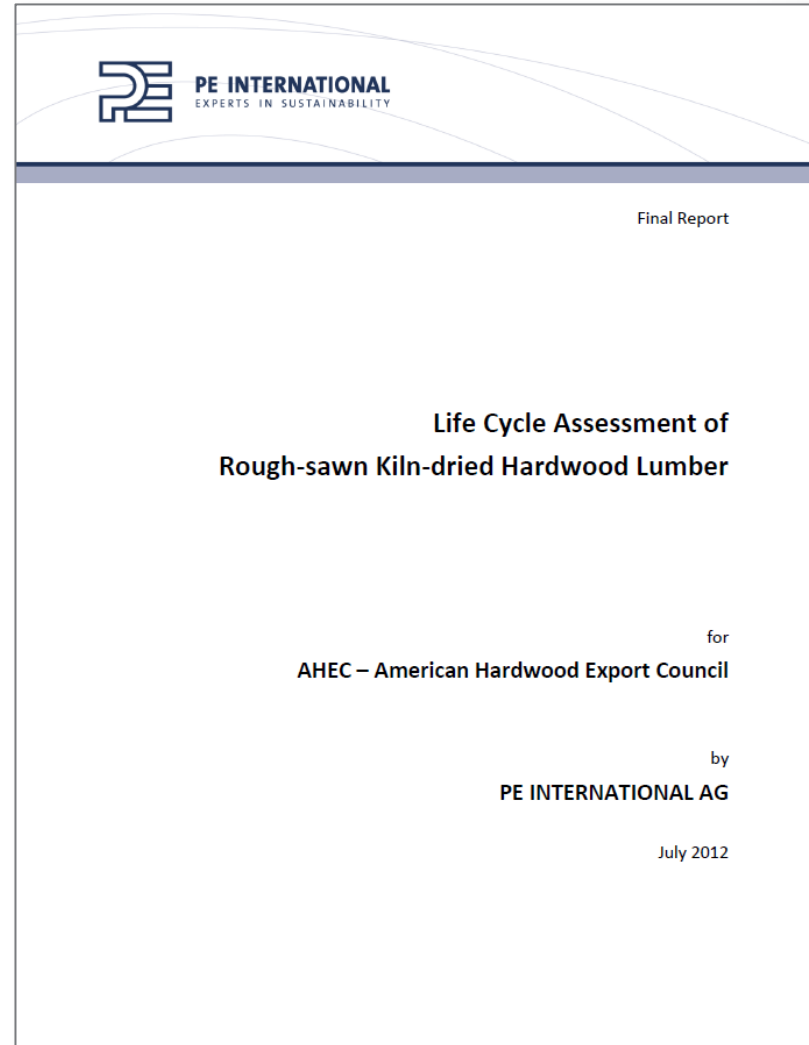 PE INTERNATIONAL
EXPERTS IN SUSTAINABILITY
Final Report
Life Cycle Assessment of
Rough-sawn Kiln-dried Hardwood Lumber
for
AHEC – American Hardwood Export Council
by
PE INTERNATIONAL AG
July 2012